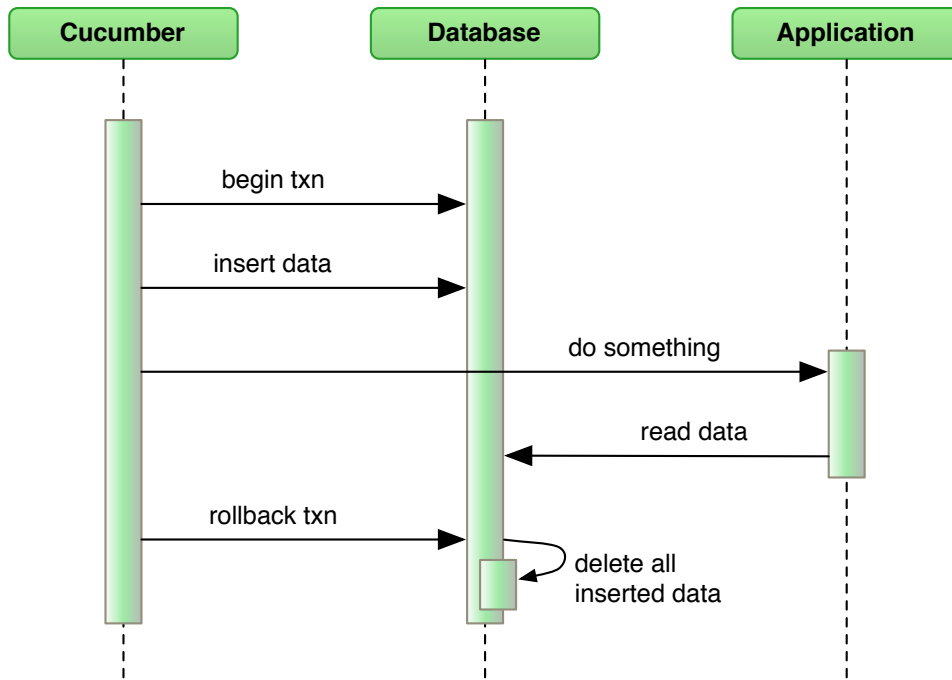 Cucumber
Database
Application
begin txn
insert data
do something
read data
rollback txn
delete all
inserted data